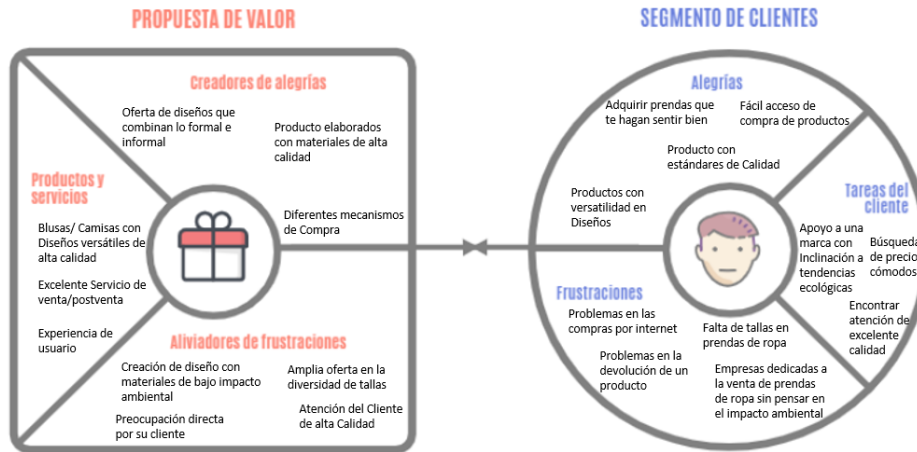 PROPUESTA DE VALOR
Creadores de alegrías
Oferta de diseños que
combinan lo formal e
informal
Producto elaborados
con materiales de alta
calidad
Diferentes mecanismos
de Compra
Productos y
servicios
Blusas/ Camisas con
Diseños versátiles de
alta calidad
Excelente Servicio de
venta/postventa
Experiencia de
usuario
Aliviadores de frustraciones
Creación de diseño con
materiales de bajo impacto
ambiental
Amplia oferta en la
diversidad de tallas
Preocupación directa
por su cliente
Atención del Cliente
de alta Calidad
SEGMENTO DE CLIENTES
Alegrías
Adquirir prendas que
te hagan sentir bien
Fácil acceso de
compra de productos
Producto con
estándares de Calidad
Productos con
versatilidad en
Diseños
Tareas del
cliente
Apoyo a una
marca con
Inclinación a
tendencias
ecológicas
Búsqueda
de precio
cómodos
Encontrar
atención de
excelente
calidad
Frustraciones
Problemas en las
compras por internet
Falta de tallas en
prendas de ropa
Problemas en la
devolución de un
producto
Empresas dedicadas a
la venta de prendas
de ropa sin pensar en
el impacto ambiental